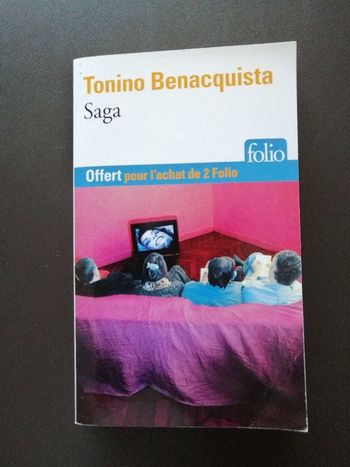 Tonino Benacquista
Saga
folio
Offert pour l'achat de 2 Folio